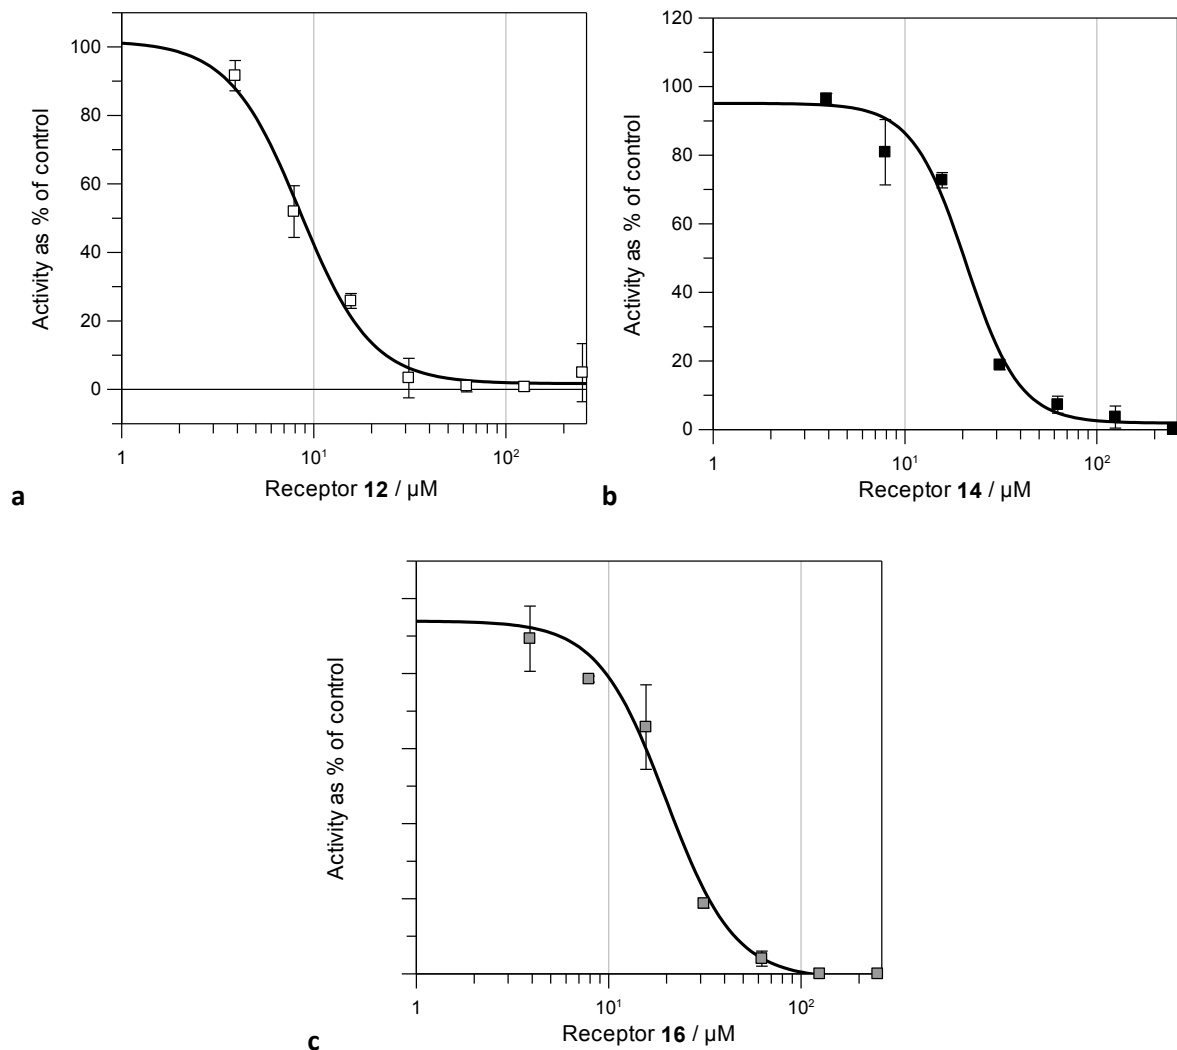 Activity as % of control
100
80
60
40
20
0
1 10¹ 10²
Receptor 12 / µM
a
Activity as % of control
120
100
80
60
40
20
0
1 10¹ 10²
Receptor 14 / µM
b
Activity as % of control
1 10¹ 10²
Receptor 16 / µM
c